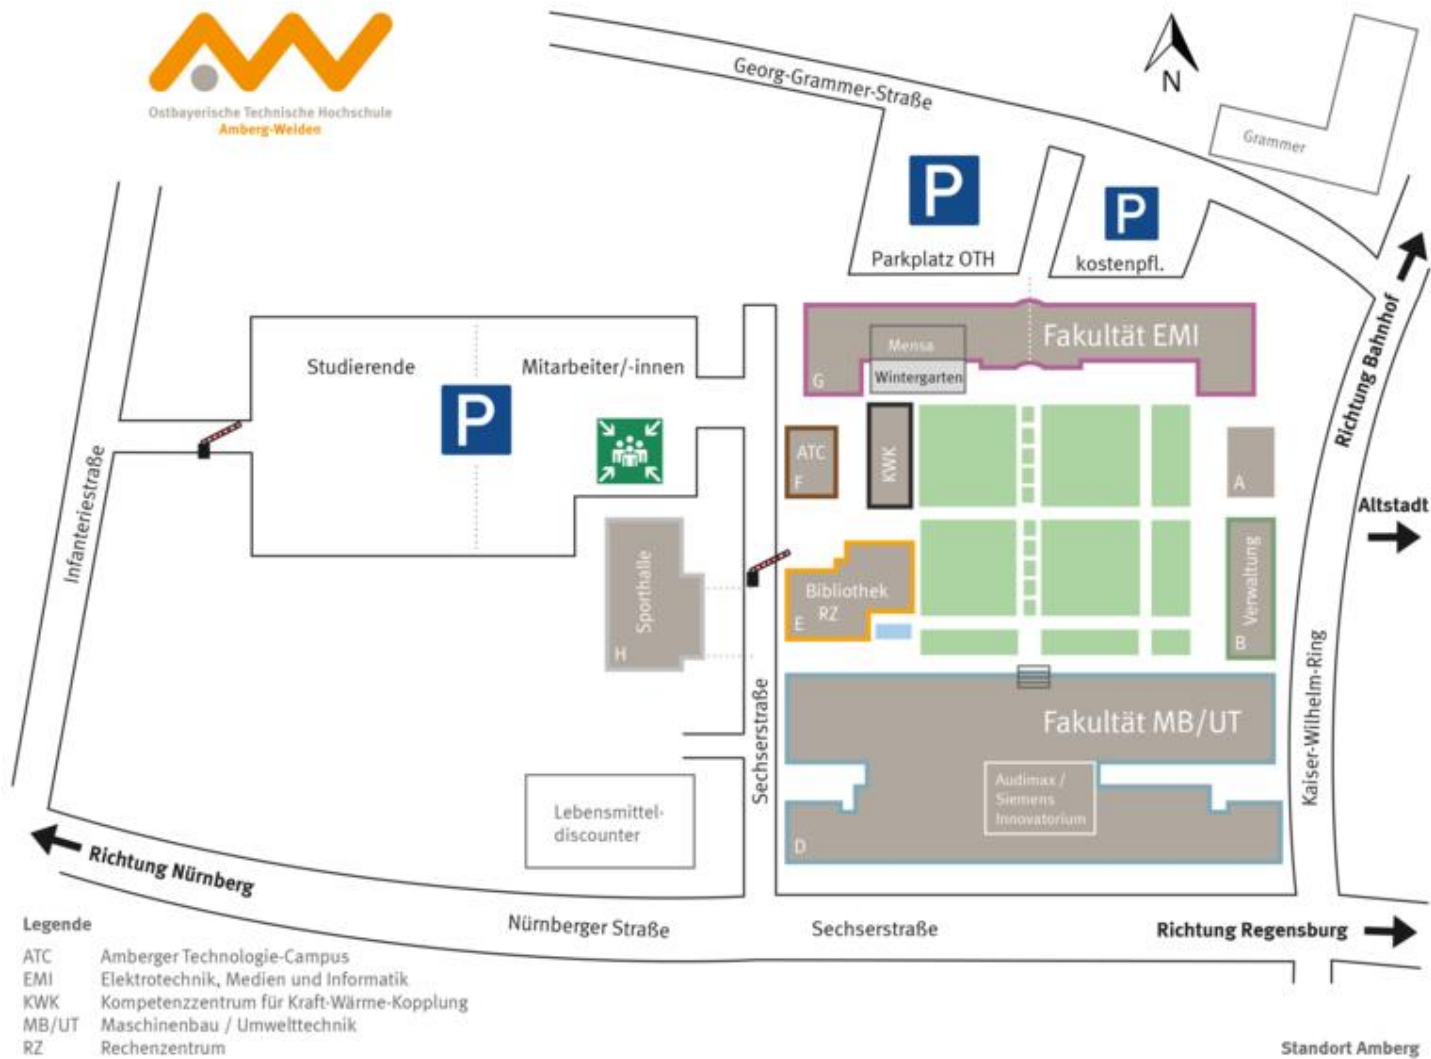 Ostbayerische Technische Hochschule
Amberg-Weiden
Georg-Grammer-Straße
N
Grammer
P
Parkplatz OTH
P
kostenpfl.
Richtung Bahnhof
Studierende
Mitarbeiter/-innen
P
Mensa
Wintergarten
Fakultät EMI
G
ATC
F
KWK
A
Altstadt
Infanteriestraße
Sporthalle
H
Bibliothek
RZ
E
Verwaltung
B
Kaiser-Wilhelm-Ring
Sechserstraße
Fakultät MB/UT
Audimax /
Siemens
Innovatorium
D
Lebensmittel-
discounter
Richtung Nürnberg
Nürnberger Straße
Sechserstraße
Richtung Regensburg
Legende
ATC Amberger Technologie-Campus
EMI Elektrotechnik, Medien und Informatik
KWK Kompetenzzentrum für Kraft-Wärme-Kopplung
MB/UT Maschinenbau / Umwelttechnik
RZ Rechenzentrum
Standort Amberg